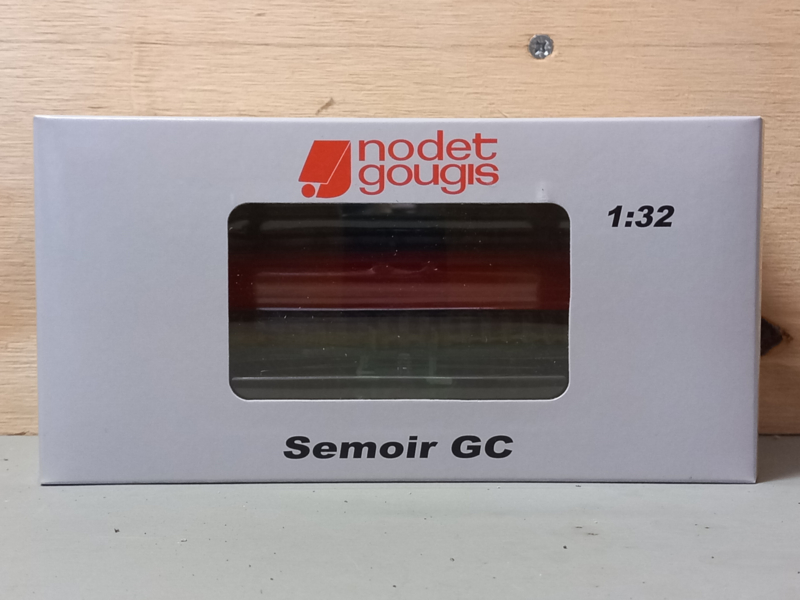 nodet
gougis
1:32
Semoir GC